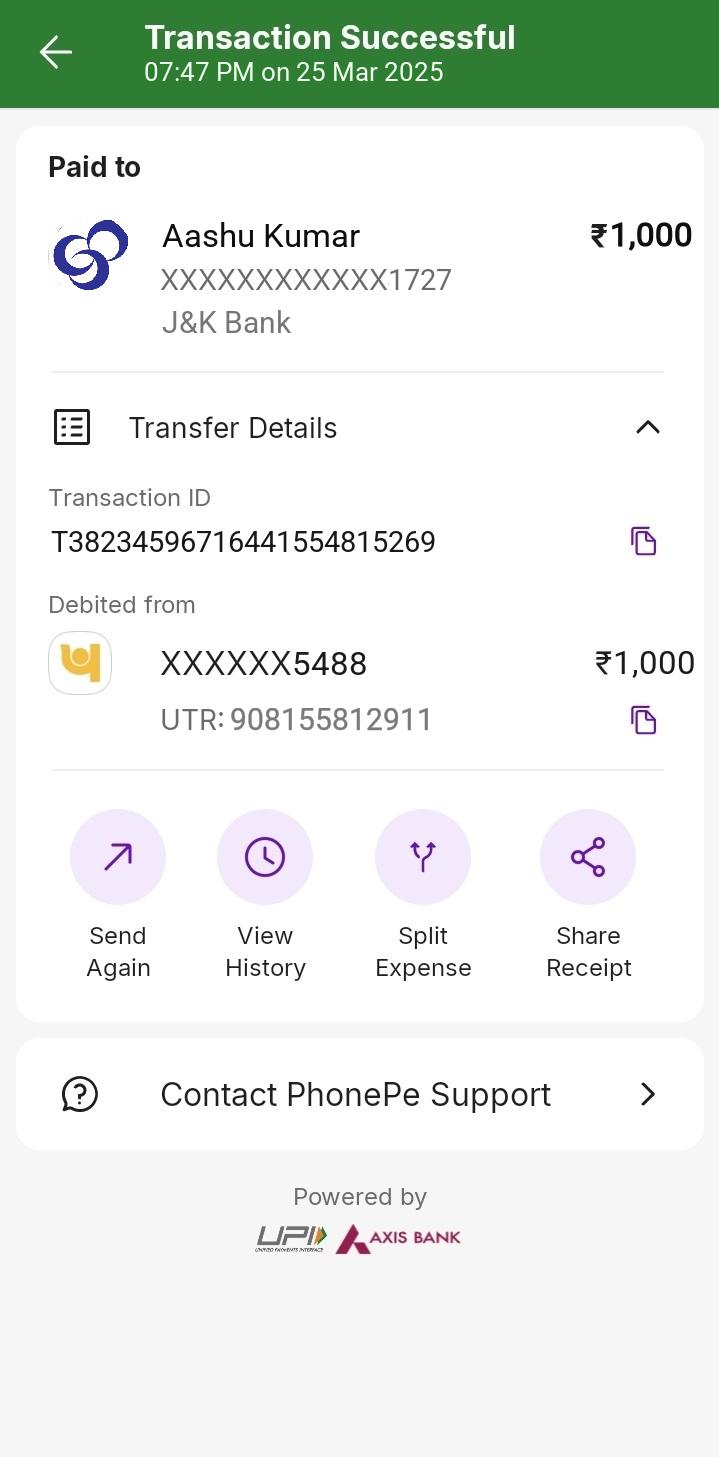 Transaction Successful
07:47 PM on 25 Mar 2025
Paid to
Aashu Kumar ₹1,000
XXXXXXXXXXXX1727
J&K Bank
Transfer Details
Transaction ID
T38234596716441554815269
Debited from
XXXXXX5488 ₹1,000
UTR: 908155812911
Send Again
View History
Split Expense
Share Receipt
Contact PhonePe Support
Powered by
UPI AXIS BANK
UNIFIED PAYMENTS INTERFACE